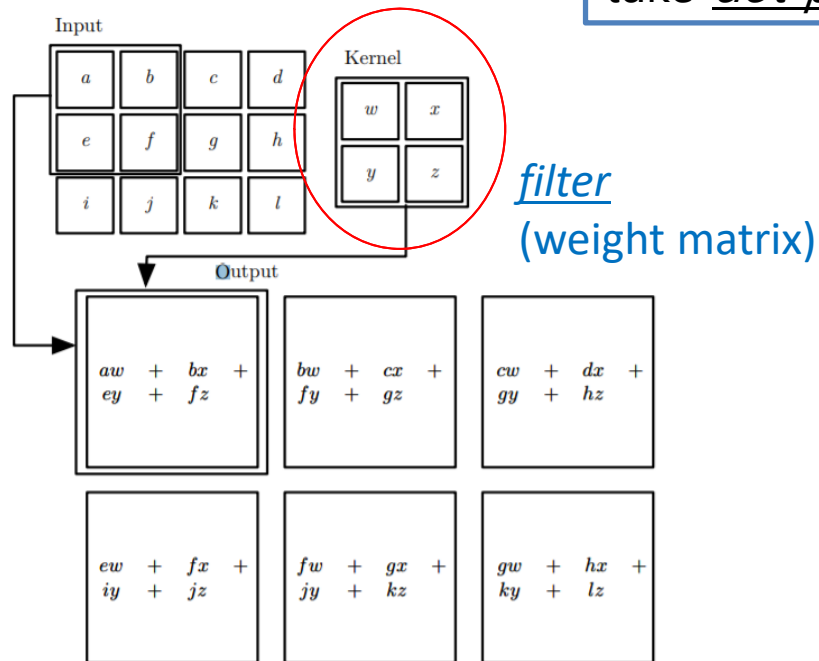 take
Input
Kernel
a b c d
w x
e f g h
y z
i j k l
filter
(weight matrix)
Output
aw + bx +
ey + fz
bw + cx +
fy + gz
cw + dx +
gy + hz
ew + fx +
iy + jz
fw + gx +
jy + kz
gw + hx +
ky + lz